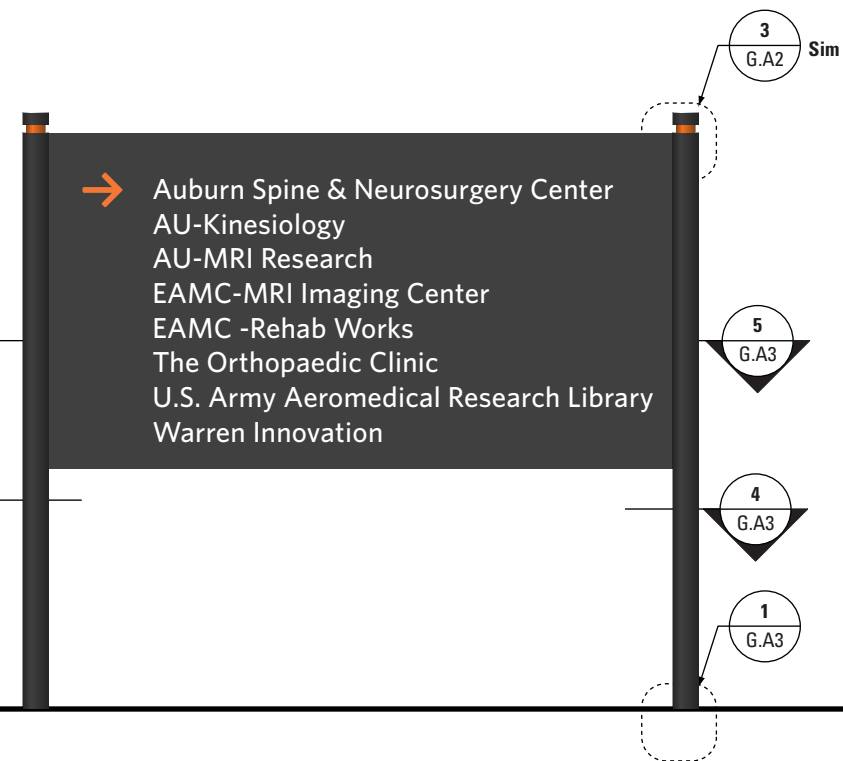 3
G.A2
Sim
Auburn Spine & Neurosurgery Center
AU-Kinesiology
AU-MRI Research
EAMC-MRI Imaging Center
EAMC -Rehab Works
The Orthopaedic Clinic
U.S. Army Aeromedical Research Library
Warren Innovation
5
G.A3
4
G.A3
1
G.A3